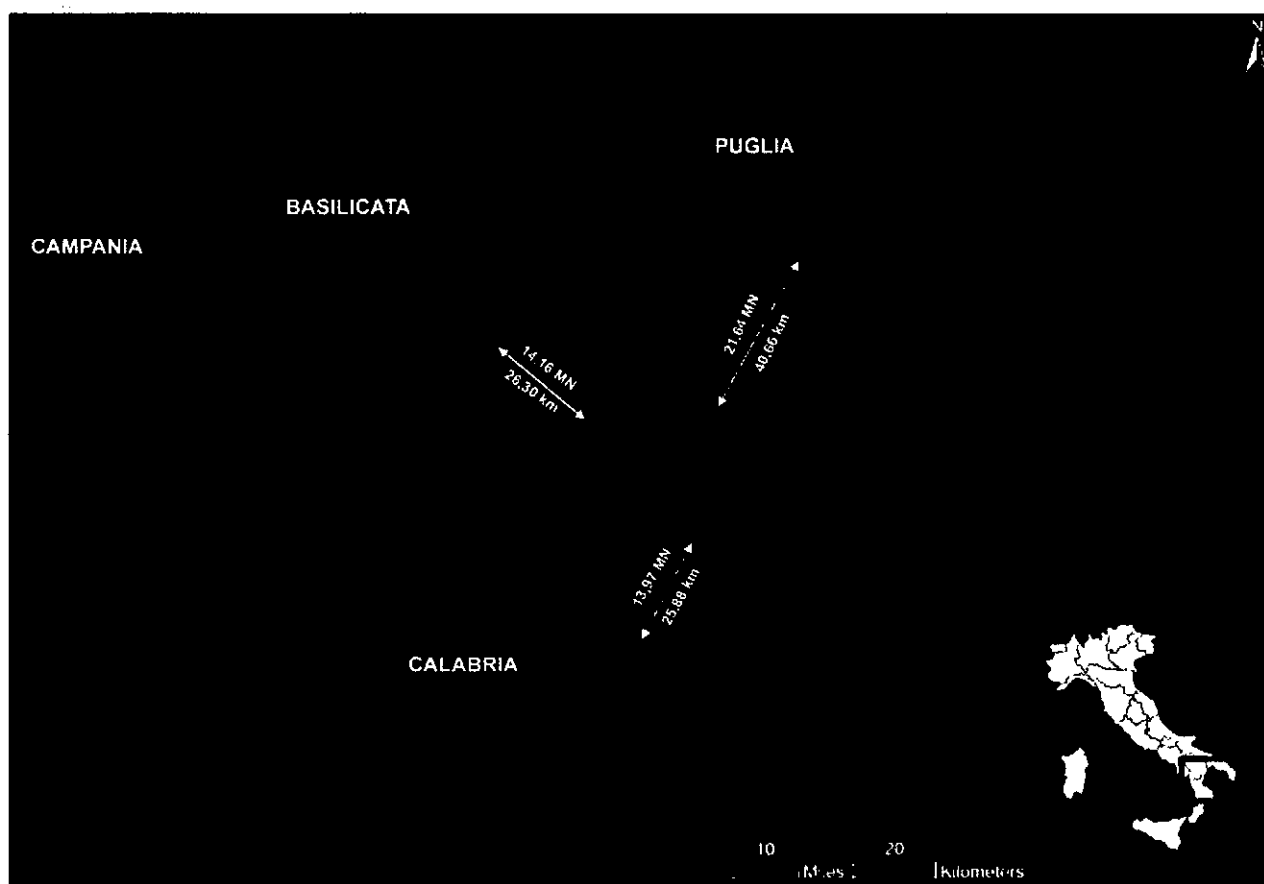 PUGLIA
BASILICATA
CAMPANIA
21,64 MN
40,66 km
14,16 MN
26,30 km
13,97 MN
25,88 km
CALABRIA
10 20
Kilometers